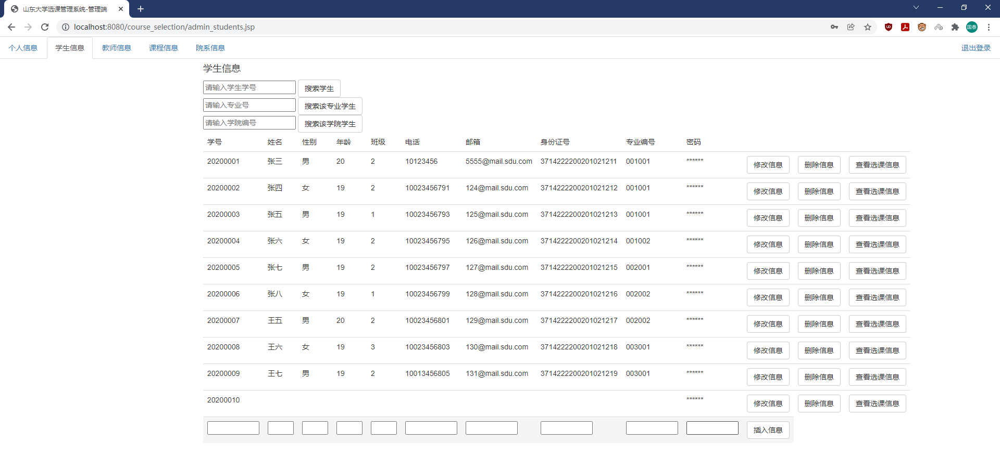 山东大学选课管理系统-管理端
localhost:8080/course_selection/admin_students.jsp
国泰
个人信息 学生信息 教师信息 课程信息 院系信息 退出登录
学生信息
请输入学生学号 搜索学生
请输入专业号 搜索该专业学生
请输入学院编号 搜索该学院学生
学号 姓名 性别 年龄 班级 电话 邮箱 身份证号 专业编号 密码
20200001 张三 男 20 2 10123456 5555@mail.sdu.com 3714222200201021211 001001 ****** 修改信息 删除信息 查看选课信息
20200002 张四 女 19 2 10023456791 124@mail.sdu.com 3714222200201021212 001001 ****** 修改信息 删除信息 查看选课信息
20200003 张五 男 19 1 10023456793 125@mail.sdu.com 3714222200201021213 001001 ****** 修改信息 删除信息 查看选课信息
20200004 张六 女 19 2 10023456795 126@mail.sdu.com 3714222200201021214 001002 ****** 修改信息 删除信息 查看选课信息
20200005 张七 男 19 2 10023456797 127@mail.sdu.com 3714222200201021215 002001 ****** 修改信息 删除信息 查看选课信息
20200006 张八 女 19 1 10023456799 128@mail.sdu.com 3714222200201021216 002002 ****** 修改信息 删除信息 查看选课信息
20200007 王五 男 20 2 10023456801 129@mail.sdu.com 3714222200201021217 002002 ****** 修改信息 删除信息 查看选课信息
20200008 王六 女 19 3 10023456803 130@mail.sdu.com 3714222200201021218 003001 ****** 修改信息 删除信息 查看选课信息
20200009 王七 男 19 2 10013456805 131@mail.sdu.com 3714222200201021219 003001 ****** 修改信息 删除信息 查看选课信息
20200010 ****** 修改信息 删除信息 查看选课信息
插入信息